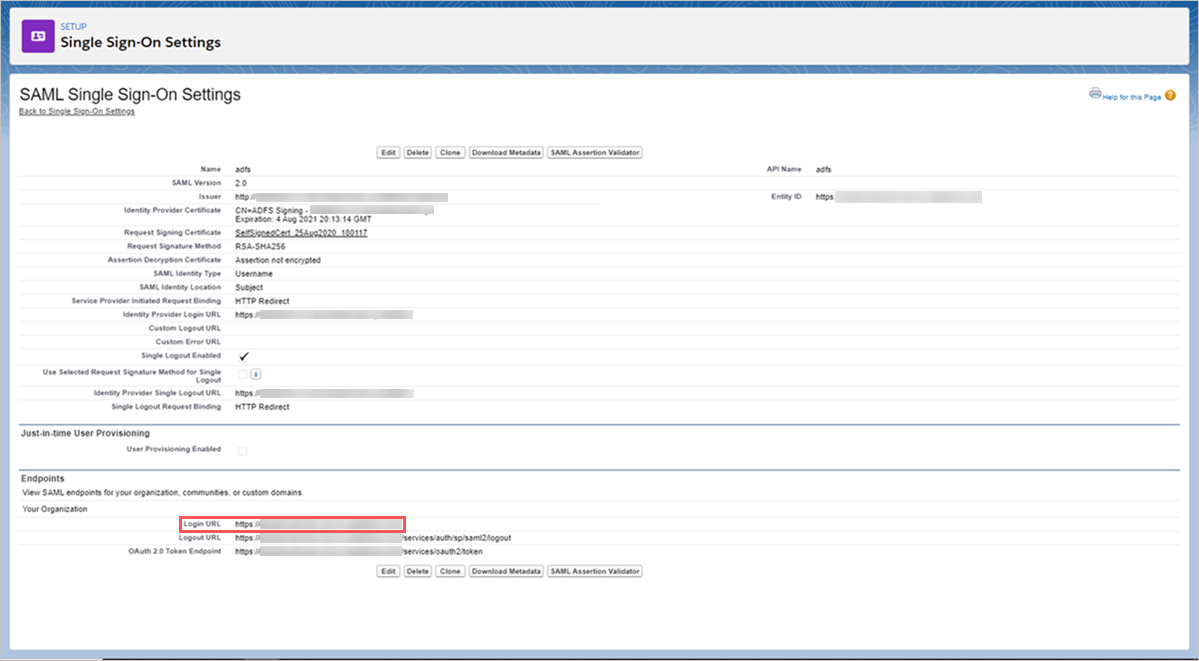 SETUP
Single Sign-On Settings
SAML Single Sign-On Settings
Help for this Page ?
Back to Single Sign-On Settings
Edit Delete Clone Download Metadata SAML Assertion Validator
Name adfs API Name adfs
SAML Version 2.0
Issuer http:// Entity ID https
Identity Provider Certificate CN=ADFS Signing -
Expiration: 4 Aug 2021 20:13:14 GMT
Request Signing Certificate SelfSignedCert_25Aug2020_180117
Request Signature Method RSA-SHA256
Assertion Decryption Certificate Assertion not encrypted
SAML Identity Type Username
SAML Identity Location Subject
Service Provider Initiated Request Binding HTTP Redirect
Identity Provider Login URL https://
Custom Logout URL
Custom Error URL
Single Logout Enabled
Use Selected Request Signature Method for Single
Logout i
Identity Provider Single Logout URL https://
Single Logout Request Binding HTTP Redirect
Just-in-time User Provisioning
User Provisioning Enabled
Endpoints
View SAML endpoints for your organization, communities, or custom domains.
Your Organization
Login URL https://
Logout URL https:// /services/auth/sp/saml2/logout
OAuth 2.0 Token Endpoint https:// /services/oauth2/token
Edit Delete Clone Download Metadata SAML Assertion Validator